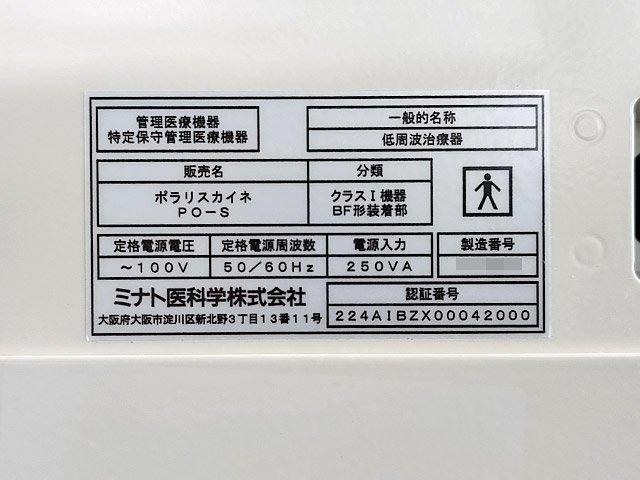 管理医療機器
特定保守管理医療機器
一般的名称
低周波治療器
販売名
分類
ポラリスカイネ
PO-S
クラスⅠ機器
BF形装着部
定格電源電圧
定格電源周波数
電源入力
製造番号
～100V
50/60Hz
250VA
ミナト医科学株式会社
大阪府大阪市淀川区新北野3丁目13番11号
認証番号
224AIBZX00042000